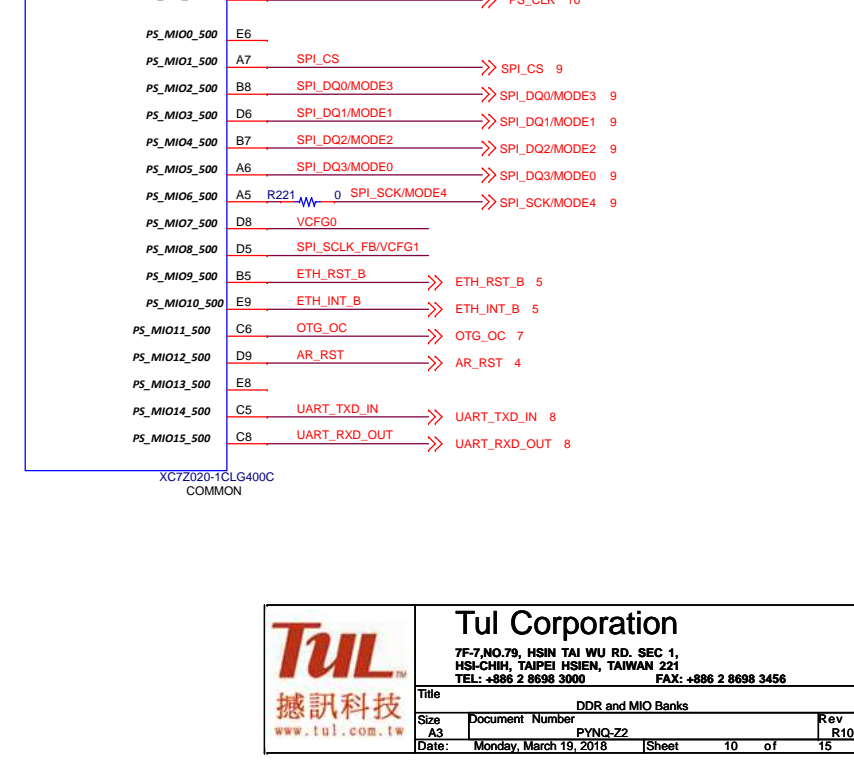 PS_CLK 10
PS_MIO0_500 E6
PS_MIO1_500 A7 SPI_CS SPI_CS 9
PS_MIO2_500 B8 SPI_DQ0/MODE3 SPI_DQ0/MODE3 9
PS_MIO3_500 D6 SPI_DQ1/MODE1 SPI_DQ1/MODE1 9
PS_MIO4_500 B7 SPI_DQ2/MODE2 SPI_DQ2/MODE2 9
PS_MIO5_500 A6 SPI_DQ3/MODE0 SPI_DQ3/MODE0 9
PS_MIO6_500 A5 R221 0 SPI_SCK/MODE4 SPI_SCK/MODE4 9
PS_MIO7_500 D8 VCFG0
PS_MIO8_500 D5 SPI_SCLK_FB/VCFG1
PS_MIO9_500 B5 ETH_RST_B ETH_RST_B 5
PS_MIO10_500 E9 ETH_INT_B ETH_INT_B 5
PS_MIO11_500 C6 OTG_OC OTG_OC 7
PS_MIO12_500 D9 AR_RST AR_RST 4
PS_MIO13_500 E8
PS_MIO14_500 C5 UART_TXD_IN UART_TXD_IN 8
PS_MIO15_500 C8 UART_RXD_OUT UART_RXD_OUT 8
XC7Z020-1CLG400C
COMMON
TUL TM
撼訊科技
www.tul.com.tw
Tul Corporation
7F-7,NO.79, HSIN TAI WU RD. SEC 1,
HSI-CHIH, TAIPEI HSIEN, TAIWAN 221
TEL: +886 2 8698 3000 FAX: +886 2 8698 3456
Title
DDR and MIO Banks
Size Document Number Rev
A3 PYNQ-Z2 R10
Date: Monday, March 19, 2018 Sheet 10 of 15